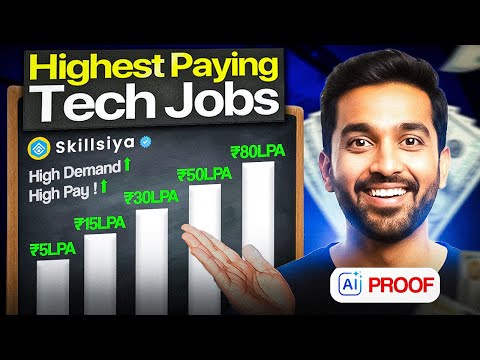 Highest Paying
Tech Jobs
Skillsiya
High Demand↑
High Pay !↑
₹5LPA
₹15LPA
₹30LPA
₹50LPA
₹80LPA
Ai PROOF